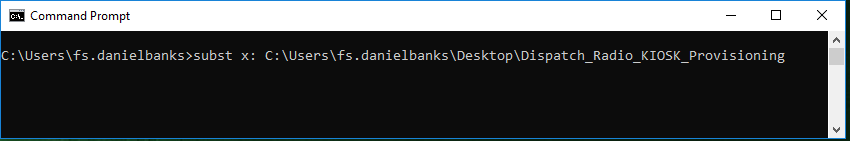 Command Prompt
C:\Users\fs.danielbanks>subst x: C:\Users\fs.danielbanks\Desktop\Dispatch_Radio_KIOSK_Provisioning